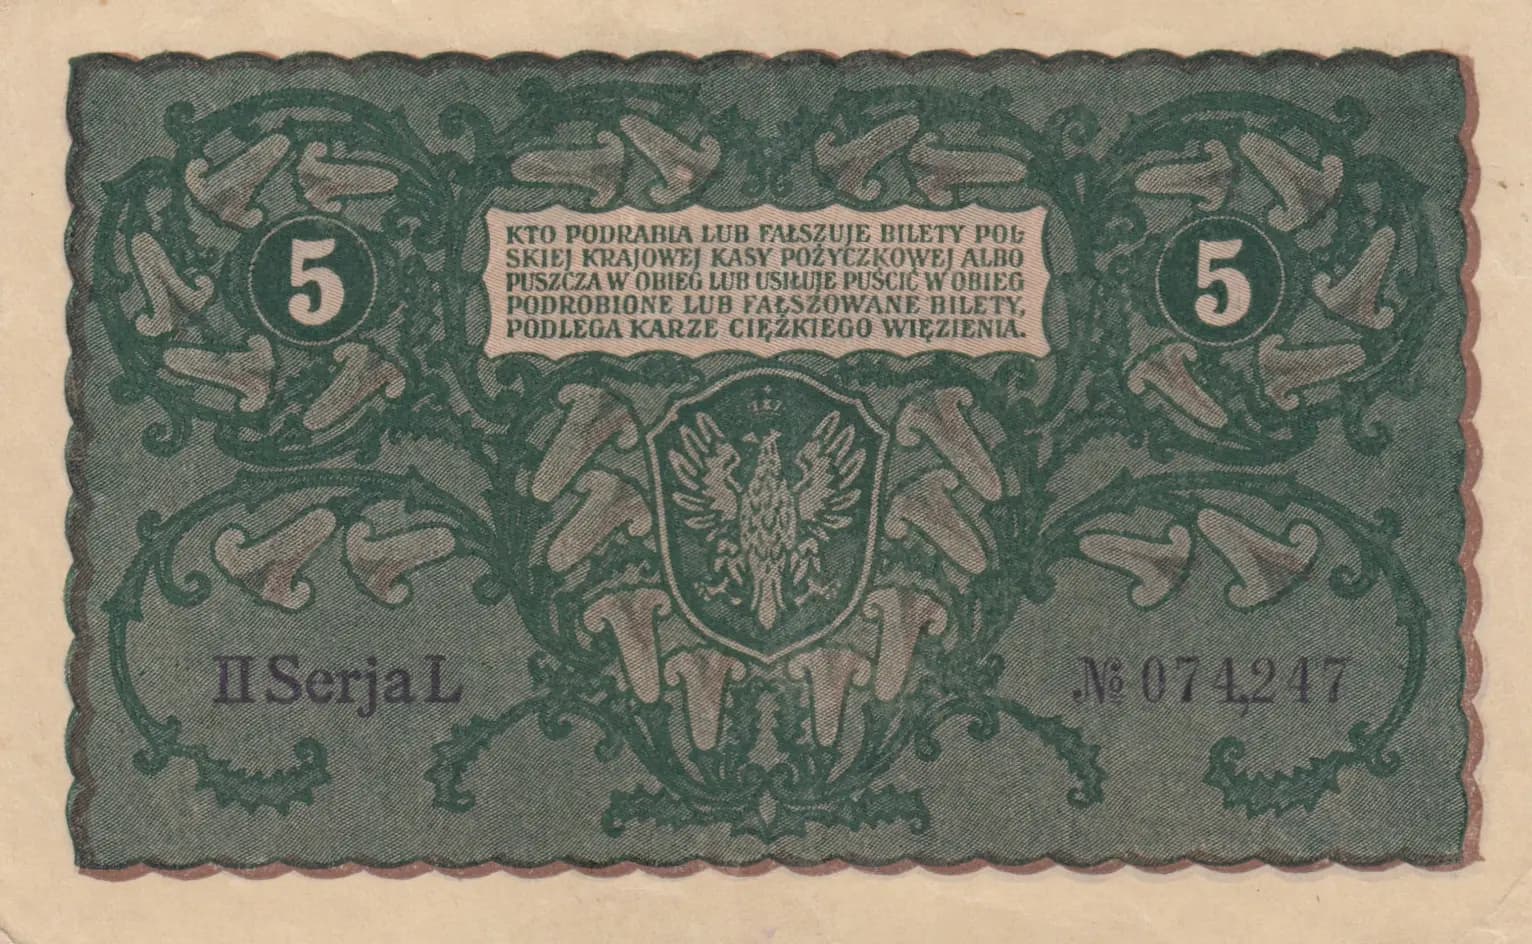 5
5
KTO PODRABIA LUB FAŁSZUJE BILETY POL-
SKIEJ KRAJOWEJ KASY POŻYCZKOWEJ ALBO
PUSZCZA W OBIEG LUB USIŁUJE PUŚCIĆ W OBIEG
PODROBIONE LUB FAŁSZOWANE BILETY,
PODLEGA KARZE CIĘŻKIEGO WIĘZIENIA.
II Serja L
№ 074,247